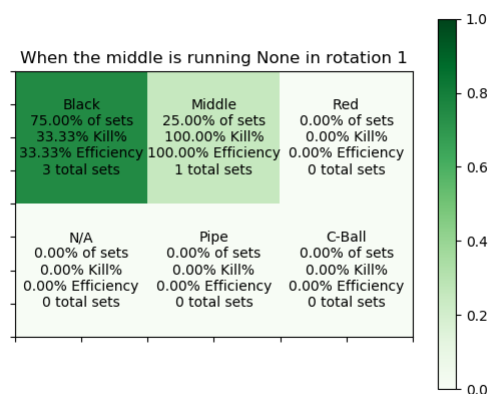 When the middle is running None in rotation 1
Black
75.00% of sets
33.33% Kill%
33.33% Efficiency
3 total sets
Middle
25.00% of sets
100.00% Kill%
100.00% Efficiency
1 total sets
Red
0.00% of sets
0.00% Kill%
0.00% Efficiency
0 total sets
N/A
0.00% of sets
0.00% Kill%
0.00% Efficiency
0 total sets
Pipe
0.00% of sets
0.00% Kill%
0.00% Efficiency
0 total sets
C-Ball
0.00% of sets
0.00% Kill%
0.00% Efficiency
0 total sets
1.0
0.8
0.6
0.4
0.2
0.0